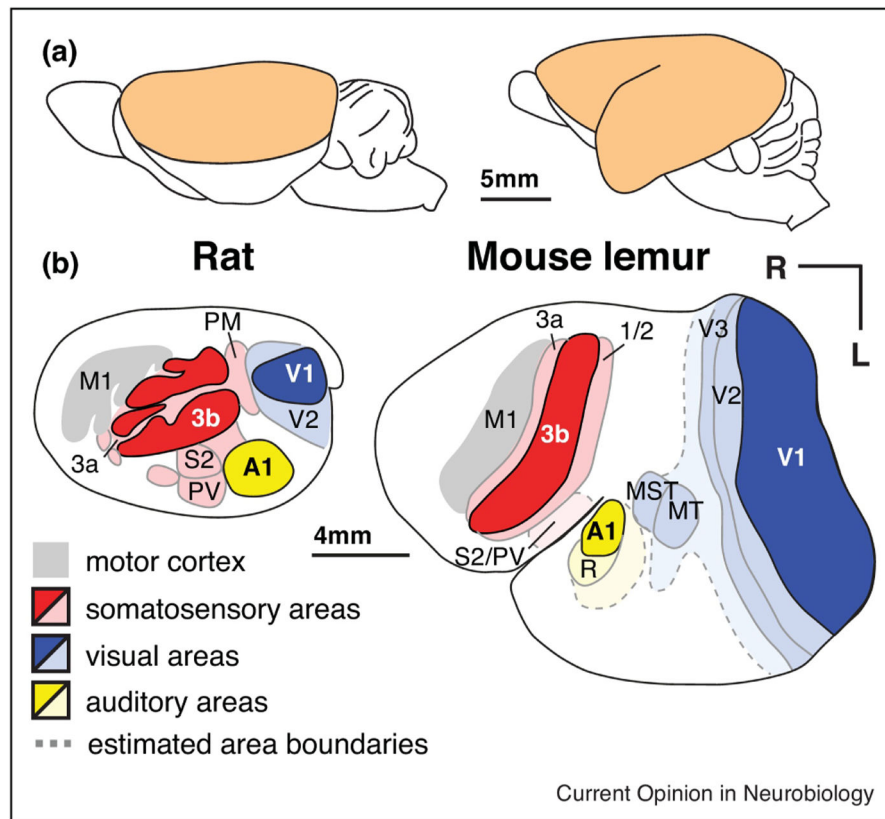 (a)
5mm
(b)
Rat
Mouse lemur
R
L
PM
M1
V1
3b
V2
3a
S2
A1
PV
4mm
3a
1/2
V3
M1
V2
3b
V1
MST
MT
A1
S2/PV
R
motor cortex
somatosensory areas
visual areas
auditory areas
estimated area boundaries
Current Opinion in Neurobiology